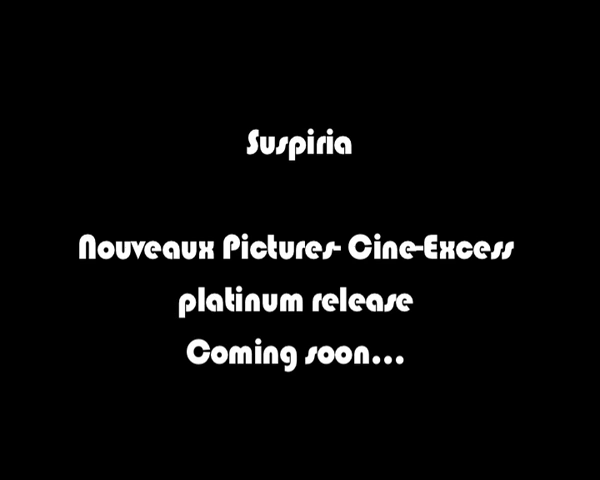 Suspiria
Nouveaux Pictures- Cine-Excess
platinum release
Coming soon...